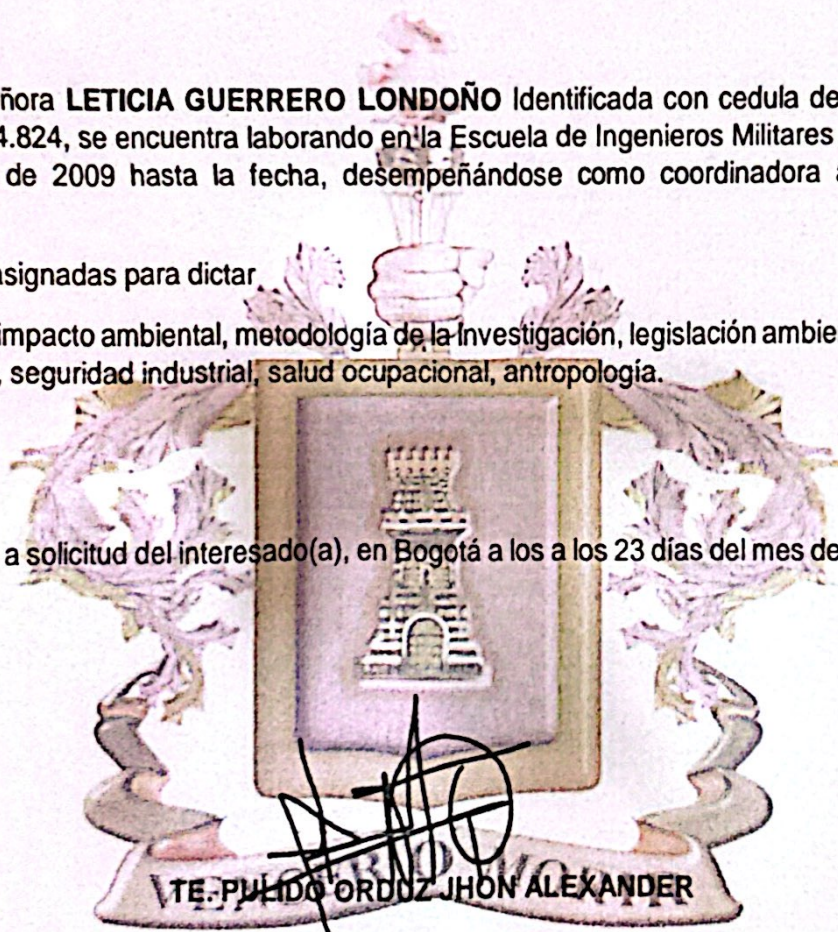 ñora LETICIA GUERRERO LONDOÑO Identificada con cedula de
4.824, se encuentra laborando en la Escuela de Ingenieros Militares
de 2009 hasta la fecha, desempeñándose como coordinadora a
asignadas para dictar
impacto ambiental, metodología de la Investigación, legislación ambie
, seguridad industrial, salud ocupacional, antropología.
a solicitud del interesado(a), en Bogotá a los a los 23 días del mes de
TE. PULIDO ORDUZ JHON ALEXANDER